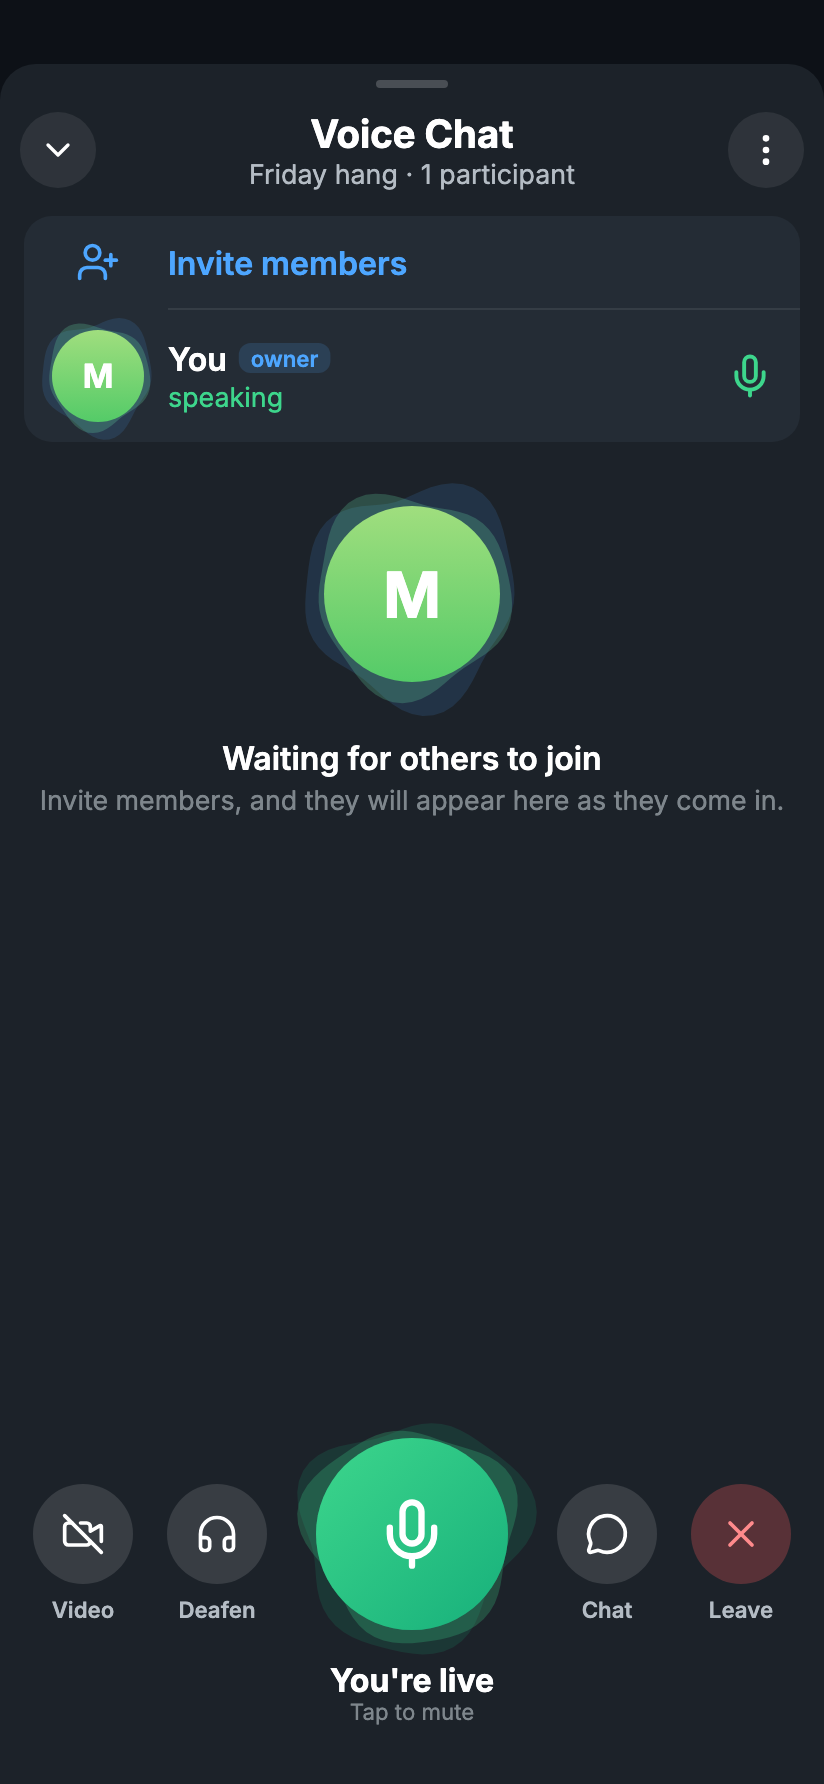 Voice Chat
Friday hang · 1 participant
Invite members
M
You owner
speaking
M
Waiting for others to join
Invite members, and they will appear here as they come in.
Video
Deafen
Chat
Leave
You're live
Tap to mute